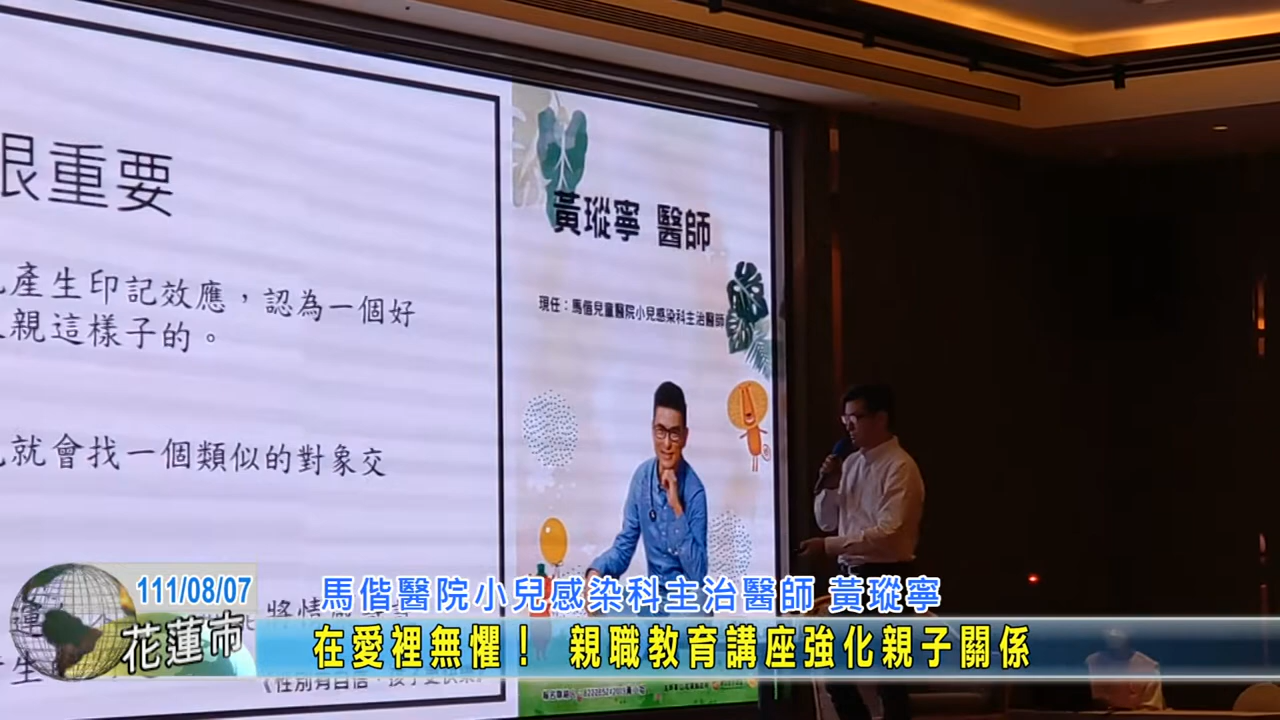 很重要
產生印記效應，認為一個好
親這樣子的。
就會找一個類似的對象交
黃瑽寧 醫師
現任：馬偕兒童醫院小兒感染科主治醫師
111/08/07
花蓮市
馬偕醫院小兒感染科主治醫師 黃瑽寧
在愛裡無懼！ 親職教育講座強化親子關係